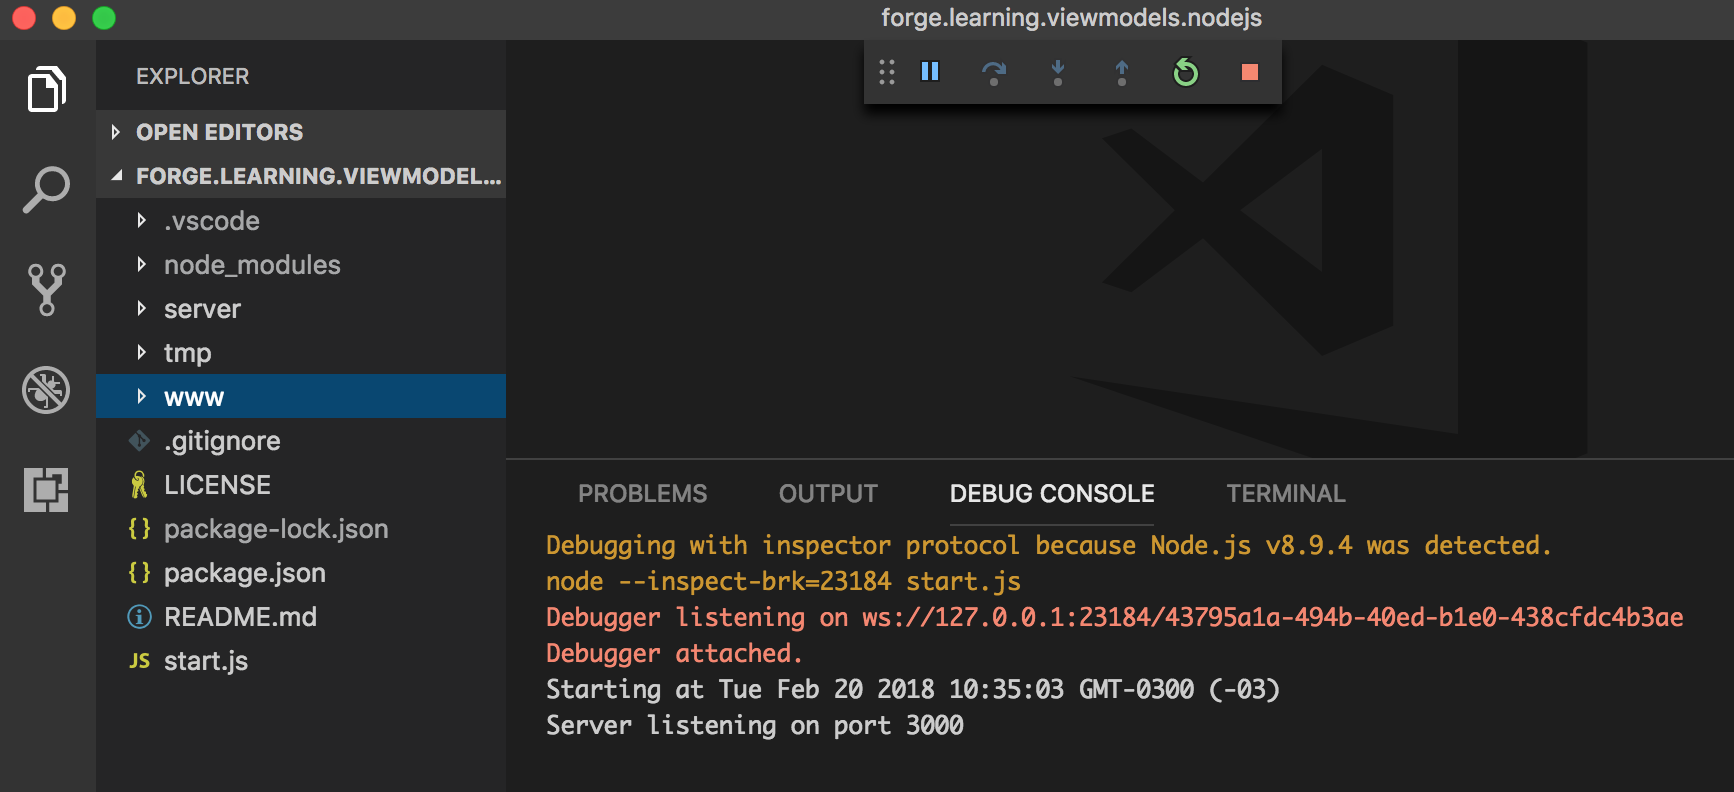 forge.learning.viewmodels.nodejs
EXPLORER
OPEN EDITORS
FORGE.LEARNING.VIEWMODEL...
.vscode
node_modules
server
tmp
www
.gitignore
LICENSE
{ } package-lock.json
{ } package.json
README.md
JS start.js
PROBLEMS OUTPUT DEBUG CONSOLE TERMINAL
Debugging with inspector protocol because Node.js v8.9.4 was detected.
node --inspect-brk=23184 start.js
Debugger listening on ws://127.0.0.1:23184/43795a1a-494b-40ed-b1e0-438cfdc4b3ae
Debugger attached.
Starting at Tue Feb 20 2018 10:35:03 GMT-0300 (-03)
Server listening on port 3000